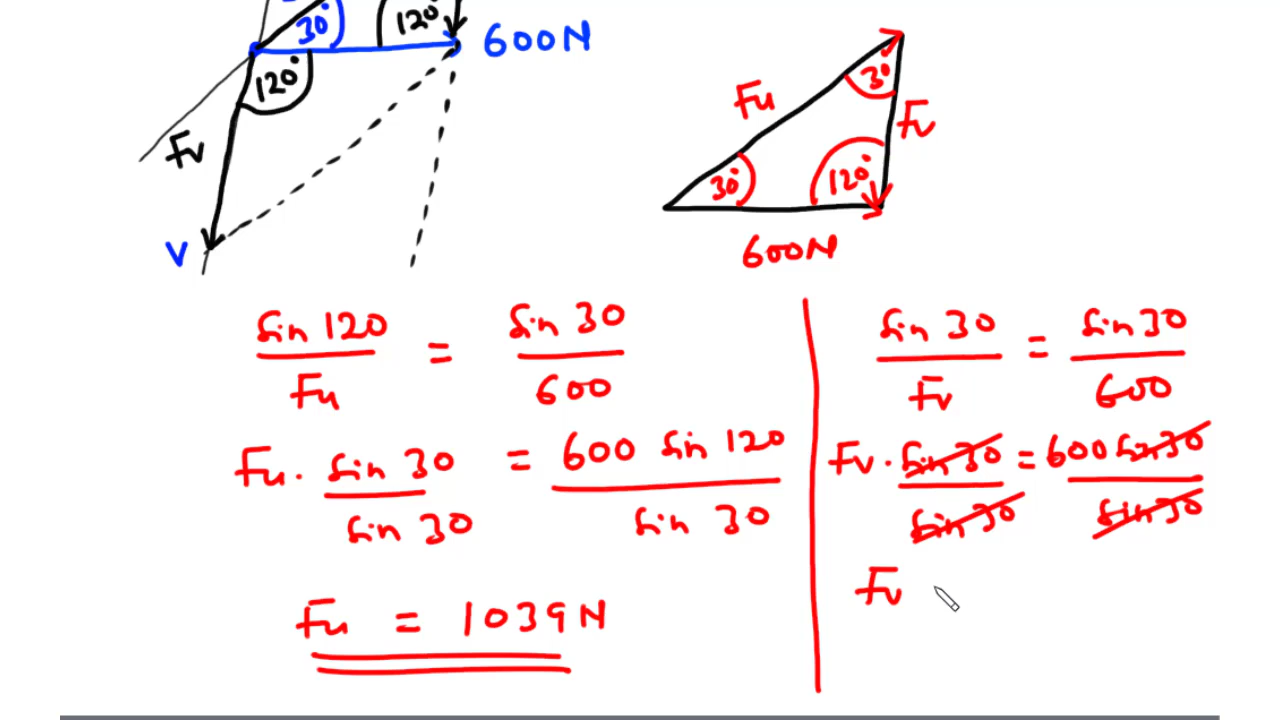 30°
120°
600N
120°
Fv
v
Fu
30°
Fv
30°
120°
600N
sin 120 / Fu = sin 30 / 600
Fu · sin 30 / sin 30 = 600 sin 120 / sin 30
Fu = 1039N
sin 30 / Fv = sin 30 / 600
Fv · sin 30 / sin 30 = 600 sin 30 / sin 30
Fv